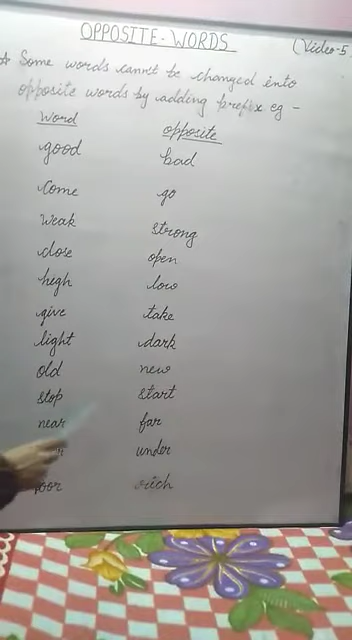 OPPOSITE-WORDS
(Video-5
* Some words cannot be changed into
opposite words by adding prefix eg -
Word opposite
good bad
Come go
Weak strong
close open
high low
give take
light dark
old new
stop start
near far
under
poor rich